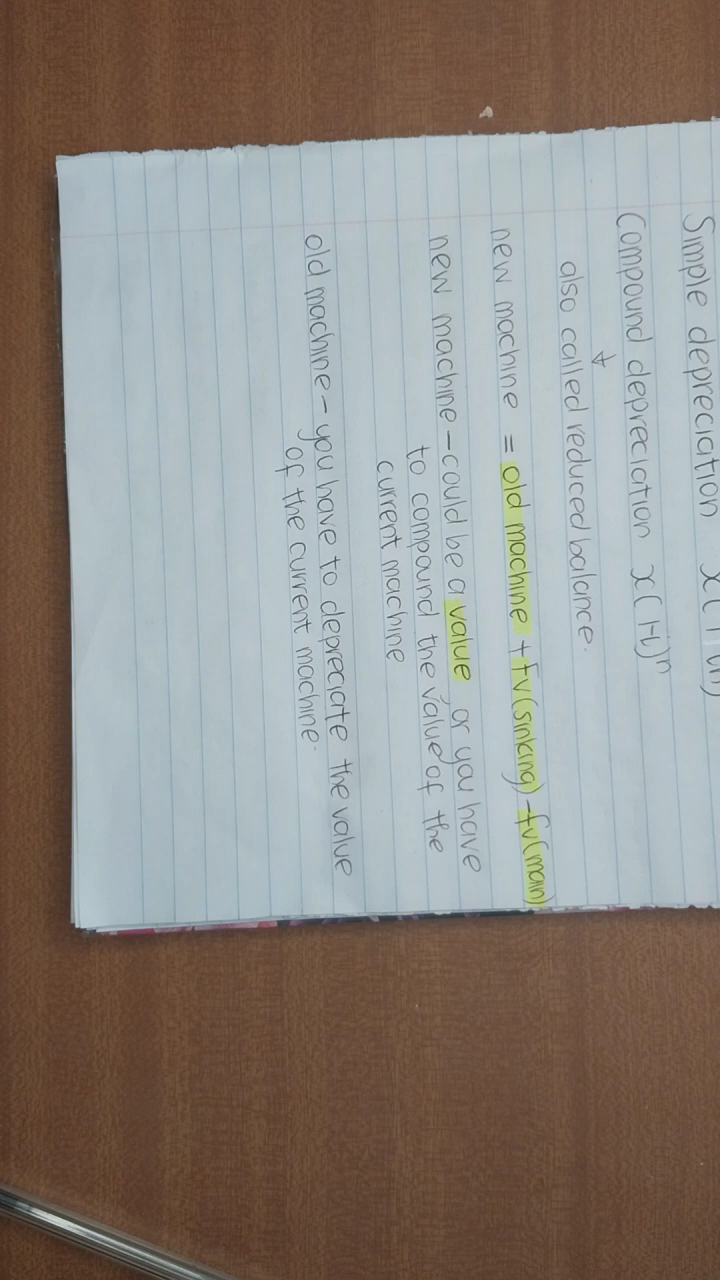 Simple depreciation x(
Compound depreciation x(1-i)ⁿ
↓
also called reduced balance.
new machine = old machine + Fv(sinking) - fv(main)
new machine - could be a value or you have
to compound the value of the
current machine
old machine - you have to depreciate the value
of the current machine.